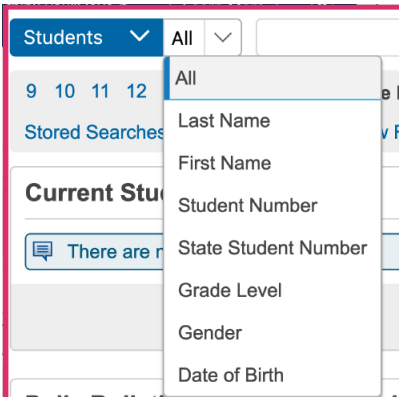 Students All
All
9 10 11 12
Last Name
Stored Searches
First Name
Current Stu
Student Number
There are n
State Student Number
Grade Level
Gender
Date of Birth